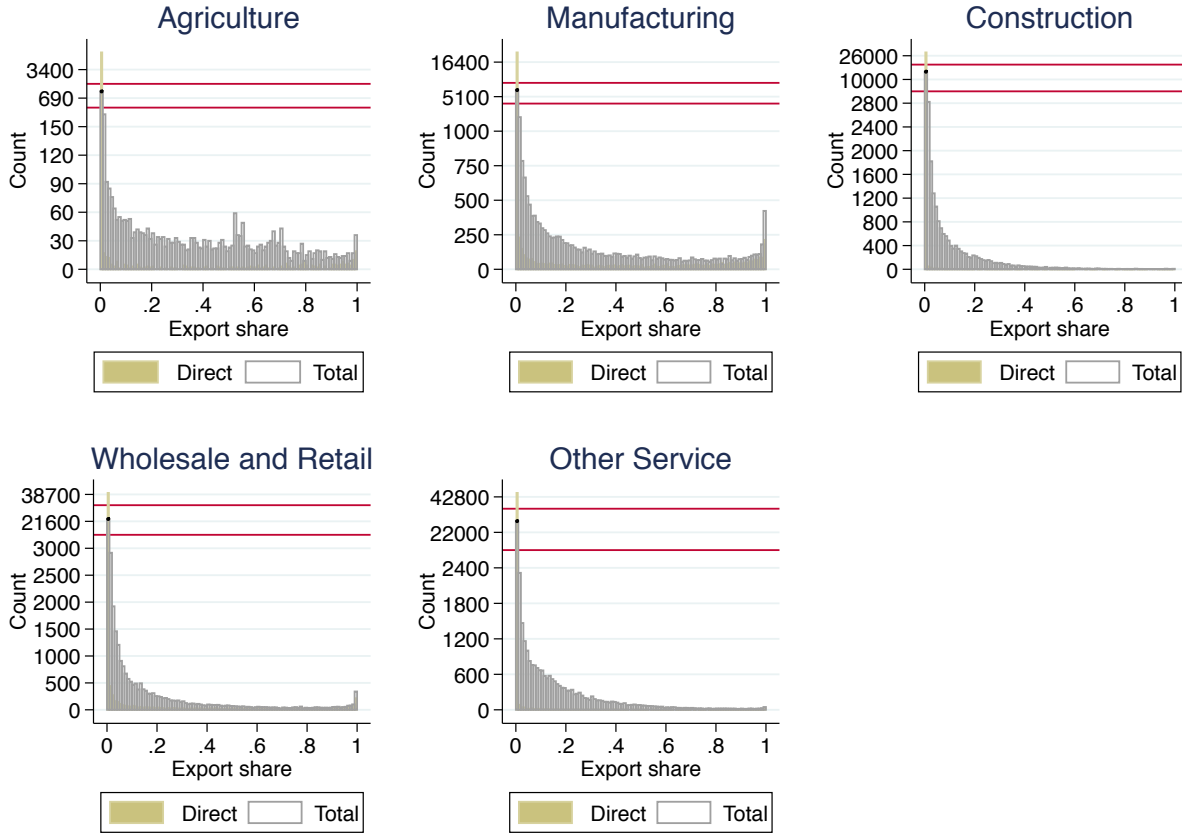 Agriculture
Count
3400
690
150
120
90
60
30
0
0 .2 .4 .6 .8 1
Export share
Direct Total
Manufacturing
Count
16400
5100
1000
750
500
250
0
0 .2 .4 .6 .8 1
Export share
Direct Total
Construction
Count
26000
10000
2800
2400
2000
1600
1200
800
400
0
0 .2 .4 .6 .8 1
Export share
Direct Total
Wholesale and Retail
Count
38700
21600
3000
2500
2000
1500
1000
500
0
0 .2 .4 .6 .8 1
Export share
Direct Total
Other Service
Count
42800
22000
2400
1800
1200
600
0
0 .2 .4 .6 .8 1
Export share
Direct Total